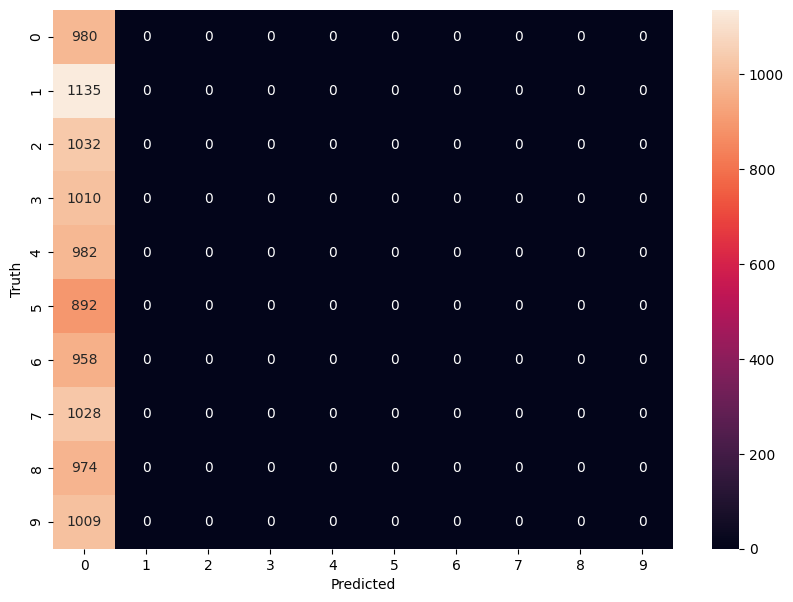 0 980 0 0 0 0 0 0 0 0 0
1 1135 0 0 0 0 0 0 0 0 0
2 1032 0 0 0 0 0 0 0 0 0
3 1010 0 0 0 0 0 0 0 0 0
4 982 0 0 0 0 0 0 0 0 0
5 892 0 0 0 0 0 0 0 0 0
6 958 0 0 0 0 0 0 0 0 0
7 1028 0 0 0 0 0 0 0 0 0
8 974 0 0 0 0 0 0 0 0 0
9 1009 0 0 0 0 0 0 0 0 0
0 1 2 3 4 5 6 7 8 9
Predicted
Truth
1000
800
600
400
200
0